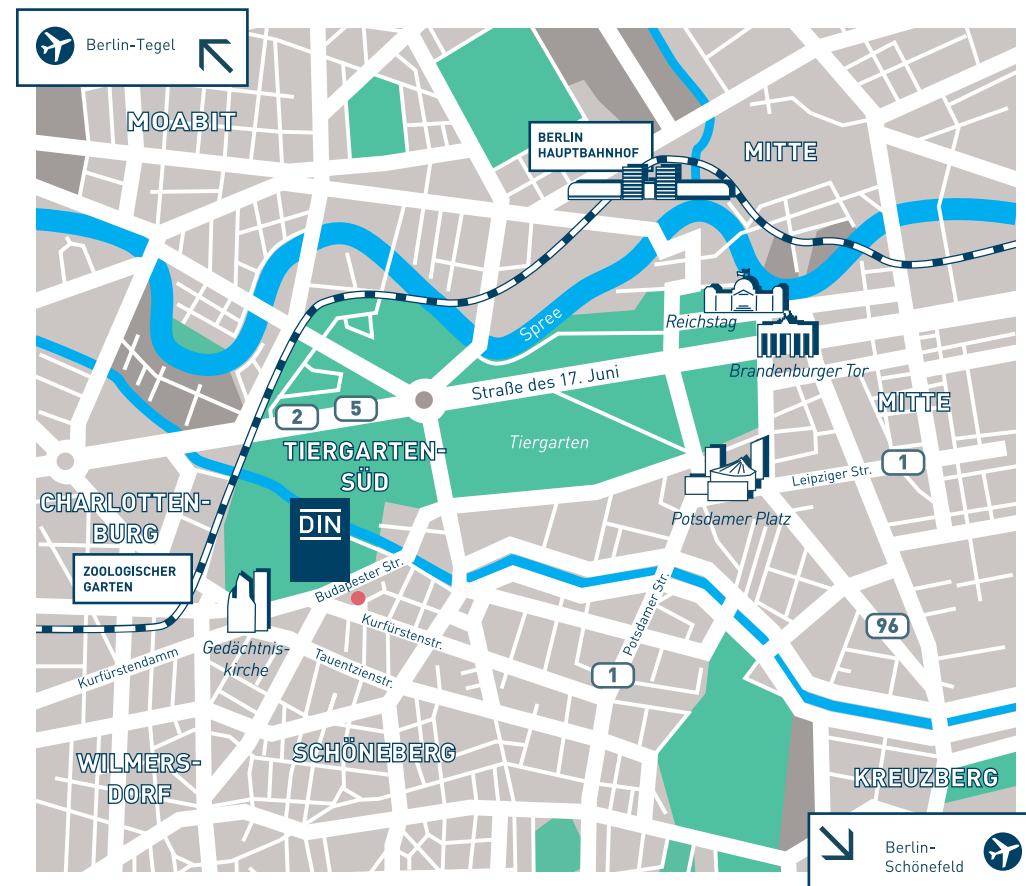 Berlin-Tegel
MOABIT
BERLIN
HAUPTBAHNHOF
MITTE
Spree
Reichstag
Brandenburger Tor
Straße des 17. Juni
2
5
MITTE
Tiergarten
TIERGARTEN-
SÜD
1
Leipziger Str.
CHARLOTTEN-
BURG
DIN
Potsdamer Platz
ZOOLOGISCHER
GARTEN
Budapester Str.
Kurfürstenstr.
Potsdamer Str.
96
Gedächtnis-
kirche
Kurfürstendamm
Tauentzienstr.
1
SCHÖNEBERG
WILMERS-
DORF
KREUZBERG
Berlin-
Schönefeld